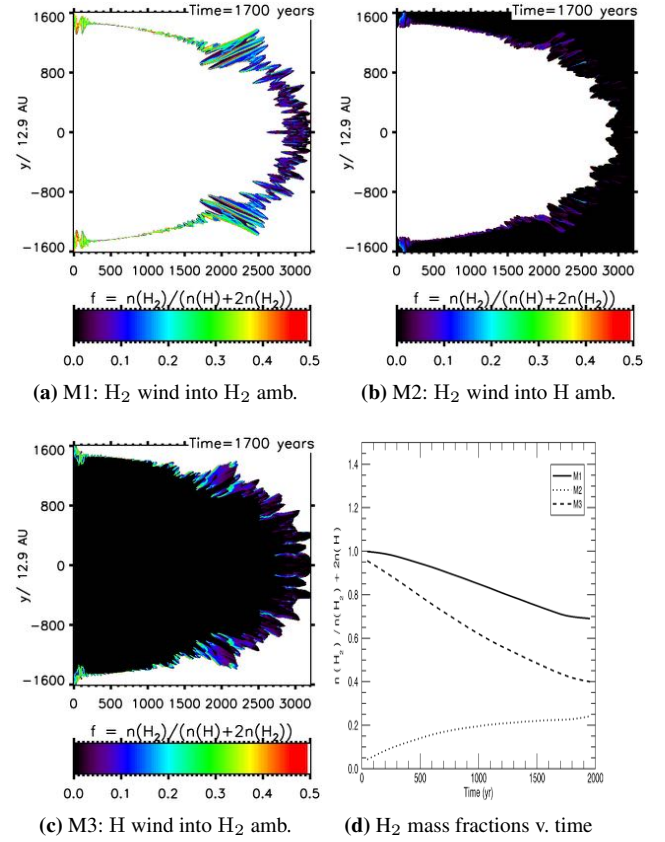 Time=1700 years
1600
800
0
−800
−1600
y/ 12.9 AU
0 500 1000 1500 2000 2500 3000
f = n(H₂)/(n(H)+2n(H₂))
0.0 0.1 0.2 0.3 0.4 0.5
(a) M1: H₂ wind into H₂ amb.
Time=1700 years
1600
800
0
−800
−1600
y/ 12.9 AU
0 500 1000 1500 2000 2500 3000
f = n(H₂)/(n(H)+2n(H₂))
0.0 0.1 0.2 0.3 0.4 0.5
(b) M2: H₂ wind into H amb.
Time=1700 years
1600
800
0
−800
−1600
y/ 12.9 AU
0 500 1000 1500 2000 2500 3000
f = n(H₂)/(n(H)+2n(H₂))
0.0 0.1 0.2 0.3 0.4 0.5
(c) M3: H wind into H₂ amb.
M1
M2
M3
1.4
1.2
1.0
0.8
0.6
0.4
0.2
0.0
n(H₂) / n(H₂) + 2n(H)
0 500 1000 1500 2000
Time (yr)
(d) H₂ mass fractions v. time